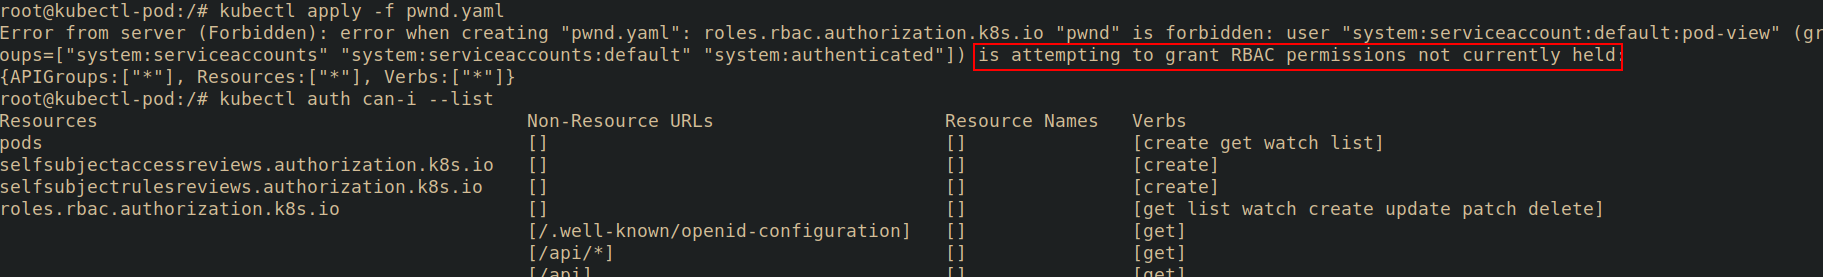 root@kubectl-pod:/# kubectl apply -f pwnd.yaml
Error from server (Forbidden): error when creating "pwnd.yaml": roles.rbac.authorization.k8s.io "pwnd" is forbidden: user "system:serviceaccount:default:pod-view" (gr
oups=["system:serviceaccounts" "system:serviceaccounts:default" "system:authenticated"]) is attempting to grant RBAC permissions not currently held:
{APIGroups:["*"], Resources:["*"], Verbs:["*"]}
root@kubectl-pod:/# kubectl auth can-i --list
Resources Non-Resource URLs Resource Names Verbs
pods [] [] [create get watch list]
selfsubjectaccessreviews.authorization.k8s.io [] [] [create]
selfsubjectrulesreviews.authorization.k8s.io [] [] [create]
roles.rbac.authorization.k8s.io [] [] [get list watch create update patch delete]
[/.well-known/openid-configuration] [] [get]
[/api/*] [] [get]
[/api] [] [get]